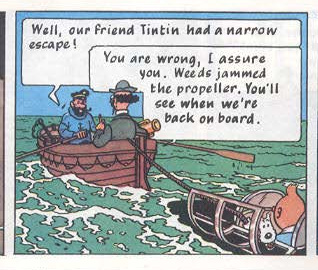 Well, our friend Tintin had a narrow
escape!
You are wrong, I assure
you. Weeds jammed
the propeller. You'll
see when we're
back on board.